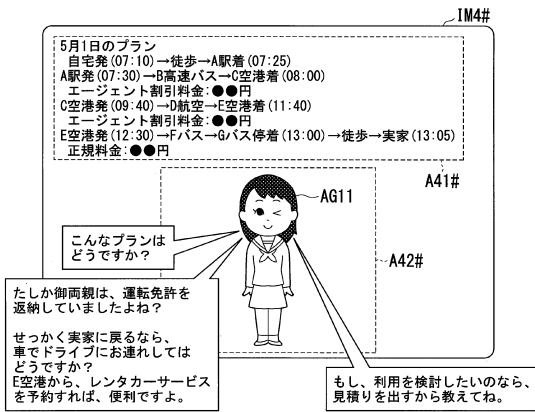 IM4#
5月1日のプラン
自宅発(07:10)→徒歩→A駅着(07:25)
A駅発(07:30)→B高速バス→C空港着(08:00)
エージェント割引料金:●●円
C空港発(09:40)→D航空→E空港着(11:40)
エージェント割引料金:●●円
E空港発(12:30)→Fバス→Gバス停着(13:00)→徒歩→実家(13:05)
正規料金:●●円
A41#
AG11
A42#
こんなプランは
どうですか?
たしか御両親は、運転免許を
返納していましたよね?
せっかく実家に戻るなら、
車でドライブにお連れしては
どうですか?
E空港から、レンタカーサービス
を予約すれば、便利ですよ。
もし、利用を検討したいのなら、
見積りを出すから教えてね。